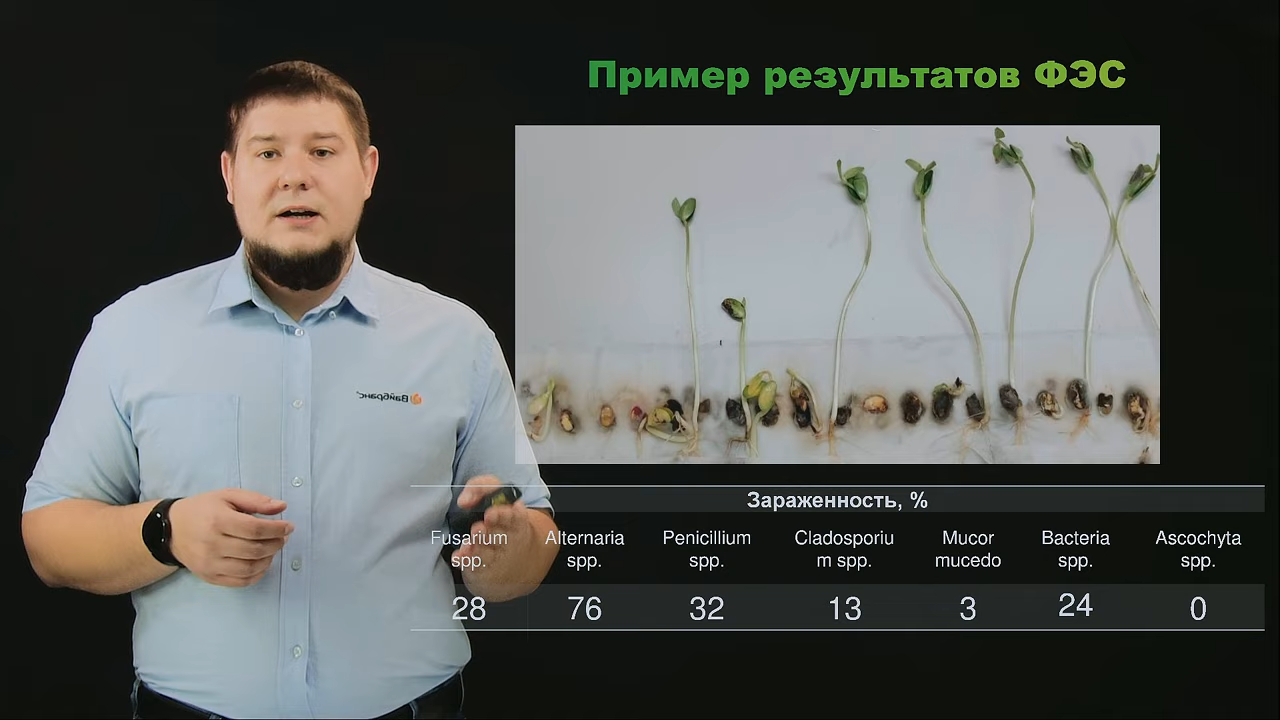 Пример результатов ФЭС
Вайбранс
Зараженность, %
Fusarium Alternaria Penicillium Cladosporiu Mucor Bacteria Ascochyta
spp. spp. spp. m spp. mucedo spp. spp.
28 76 32 13 3 24 0